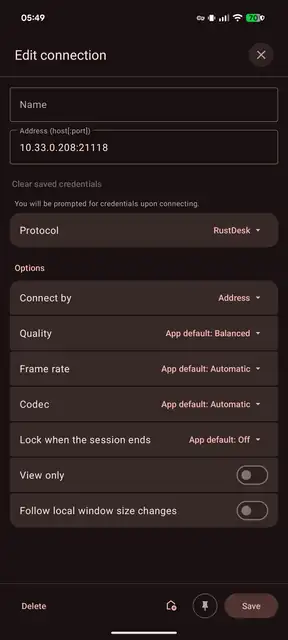 05:49
70
Edit connection
Name
Address (host[:port])
10.33.0.208:21118
Clear saved credentials
You will be prompted for credentials upon connecting.
Protocol RustDesk
Options
Connect by Address
Quality App default: Balanced
Frame rate App default: Automatic
Codec App default: Automatic
Lock when the session ends App default: Off
View only
Follow local window size changes
Delete Save